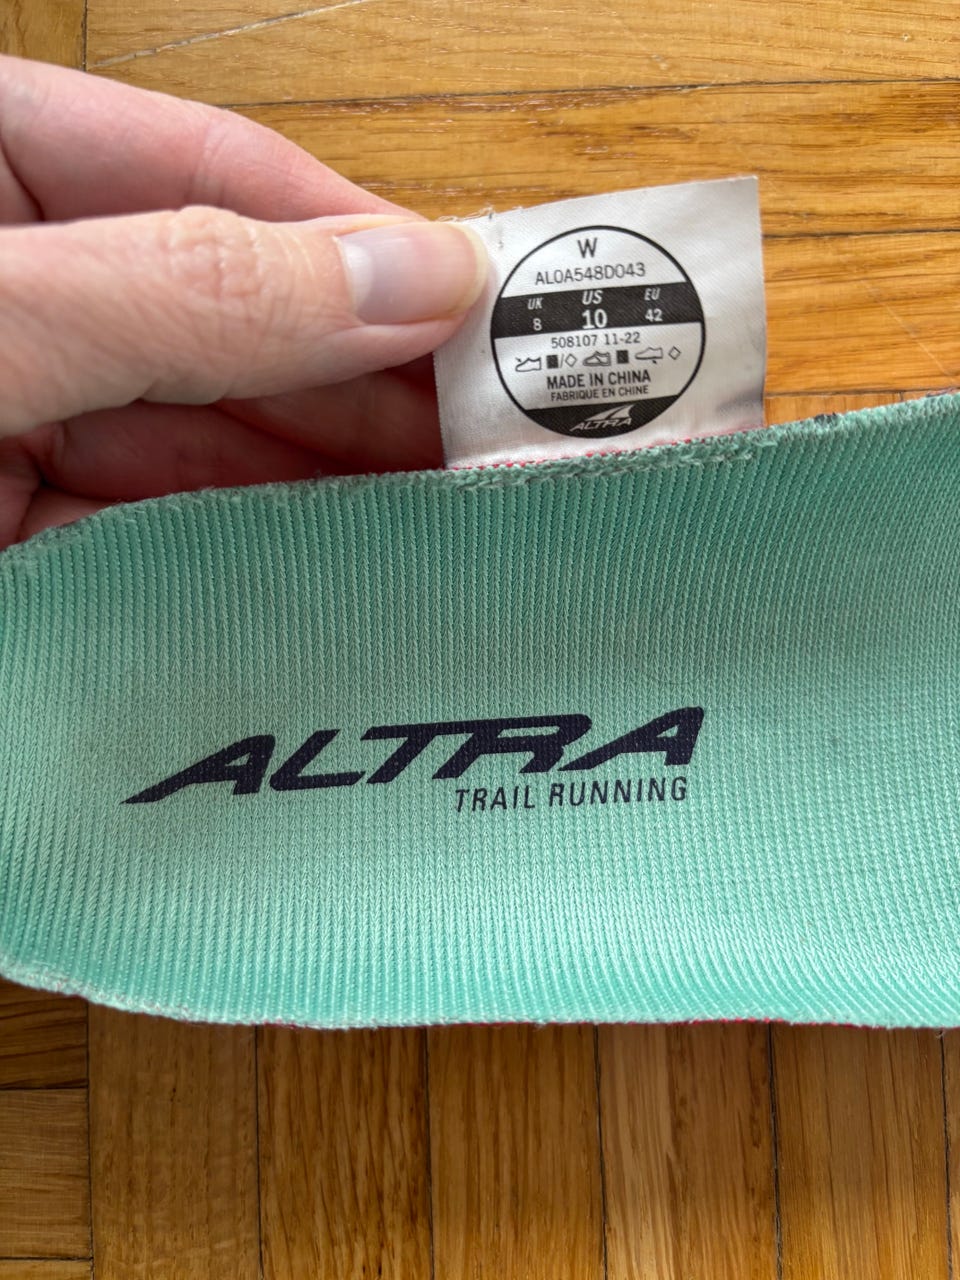 W
AL0A548D043
UK US EU
8 10 42
508107 11-22
MADE IN CHINA
FABRIQUE EN CHINE
ALTRA
ALTRA
TRAIL RUNNING